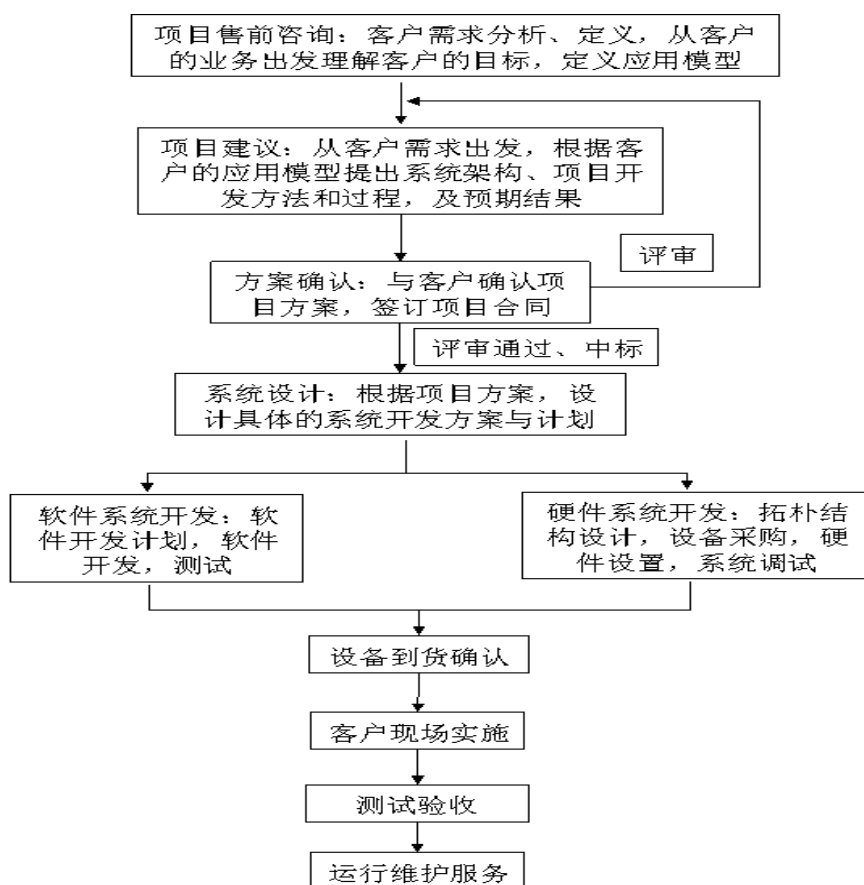 项目售前咨询：客户需求分析、定义，从客
户的业务出发理解客户的目标，定义应用模型
项目建议：从客户需求出发，根据客
户的应用模型提出系统架构、项目开
发方法和过程，及预期结果
评审
方案确认：与客户确认项
目方案，签订项目合同
评审通过、中标
系统设计：根据项目方案，设
计具体的系统开发方案与计划
软件系统开发：软
件开发计划，软件
开发，测试
硬件系统开发：拓朴结
构设计，设备采购，硬
件设置，系统调试
设备到货确认
客户现场实施
测试验收
运行维护服务